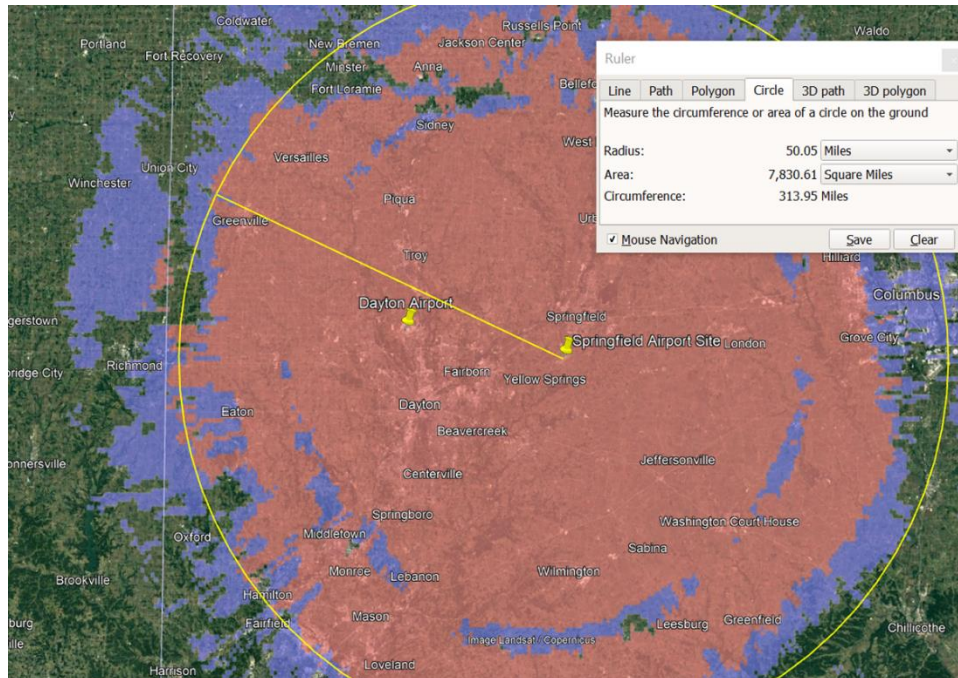 Coldwater
Russells Point
Waldo
Portland
New Bremen
Jackson Center
Fort Recovery
Minster
Anna
Fort Loramie
Bellefo
Sidney
Versailles
West
Union City
Winchester
Piqua
Greenville
Urb
Troy
Hilliard
Dayton Airport
Columbus
gerstown
Springfield
Springfield Airport Site
London
Grove City
Richmond
bridge City
Fairborn
Yellow Springs
Eaton
Dayton
Beavercreek
onnersville
Centerville
Jeffersonville
Springboro
Washington Court House
Middletown
Oxford
Sabina
Brookville
Monroe
Lebanon
Wilmington
Hamilton
Mason
Fairfield
Leesburg
Greenfield
burg
Chillicothe
Image Landsat / Copernicus
ille
Harrison
Loveland
Ruler
Line Path Polygon Circle 3D path 3D polygon
Measure the circumference or area of a circle on the ground
Radius: 50.05 Miles
Area: 7,830.61 Square Miles
Circumference: 313.95 Miles
Mouse Navigation Save Clear